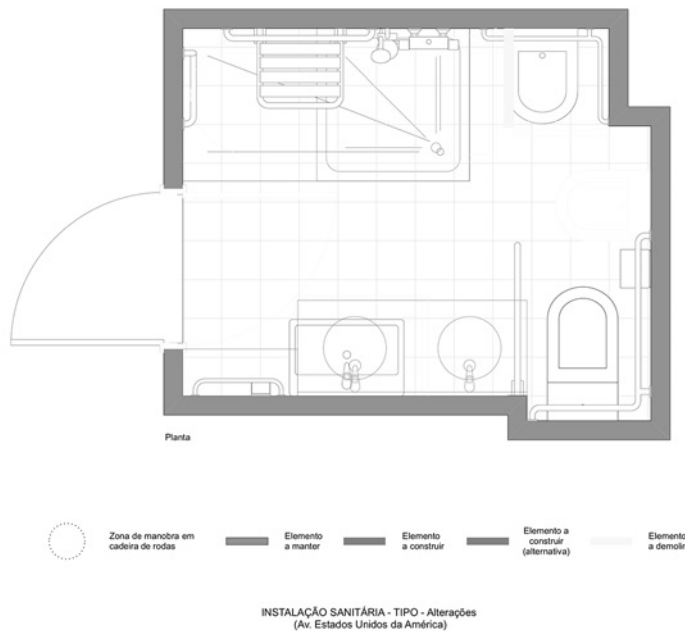 Planta
Zona de manobra em
cadeira de rodas
Elemento
a manter
Elemento
a construir
Elemento a
construir
(alternativa)
Elemento
a demolir
INSTALAÇÃO SANITÁRIA - TIPO - Alterações
(Av. Estados Unidos da América)